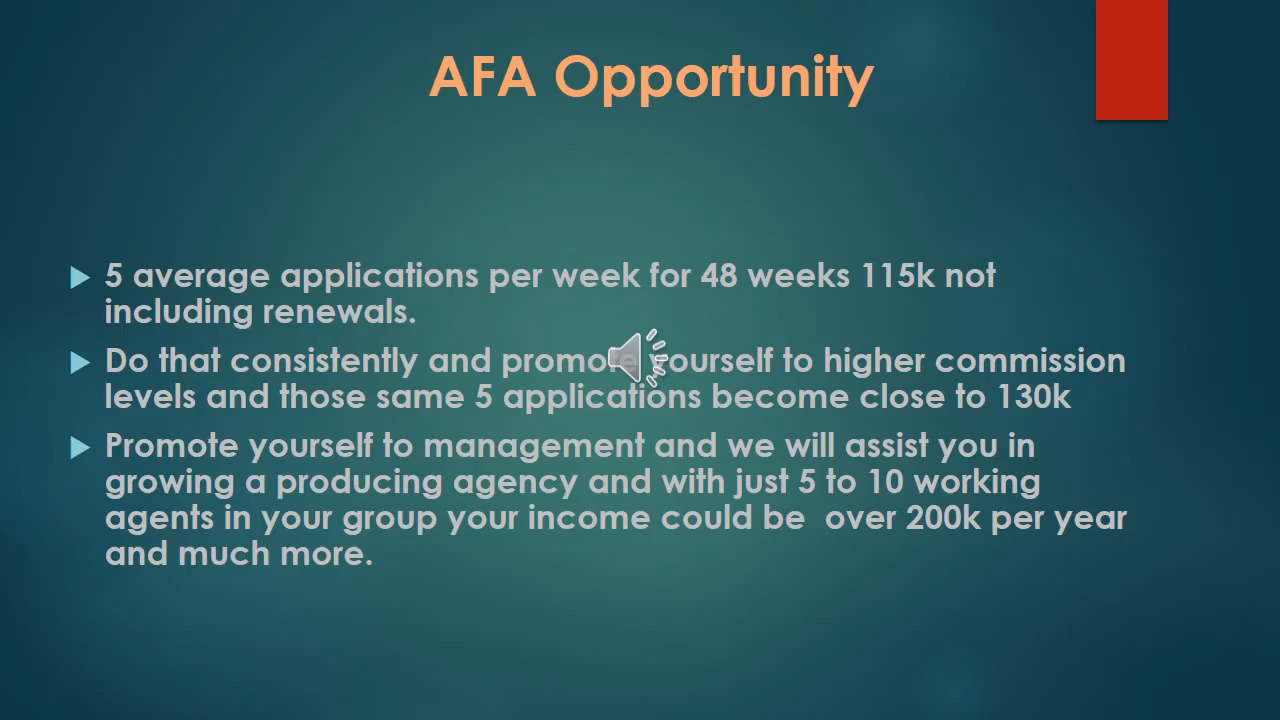 AFA Opportunity
5 average applications per week for 48 weeks 115k not
including renewals.
Do that consistently and promote yourself to higher commission
levels and those same 5 applications become close to 130k
Promote yourself to management and we will assist you in
growing a producing agency and with just 5 to 10 working
agents in your group your income could be  over 200k per year
and much more.